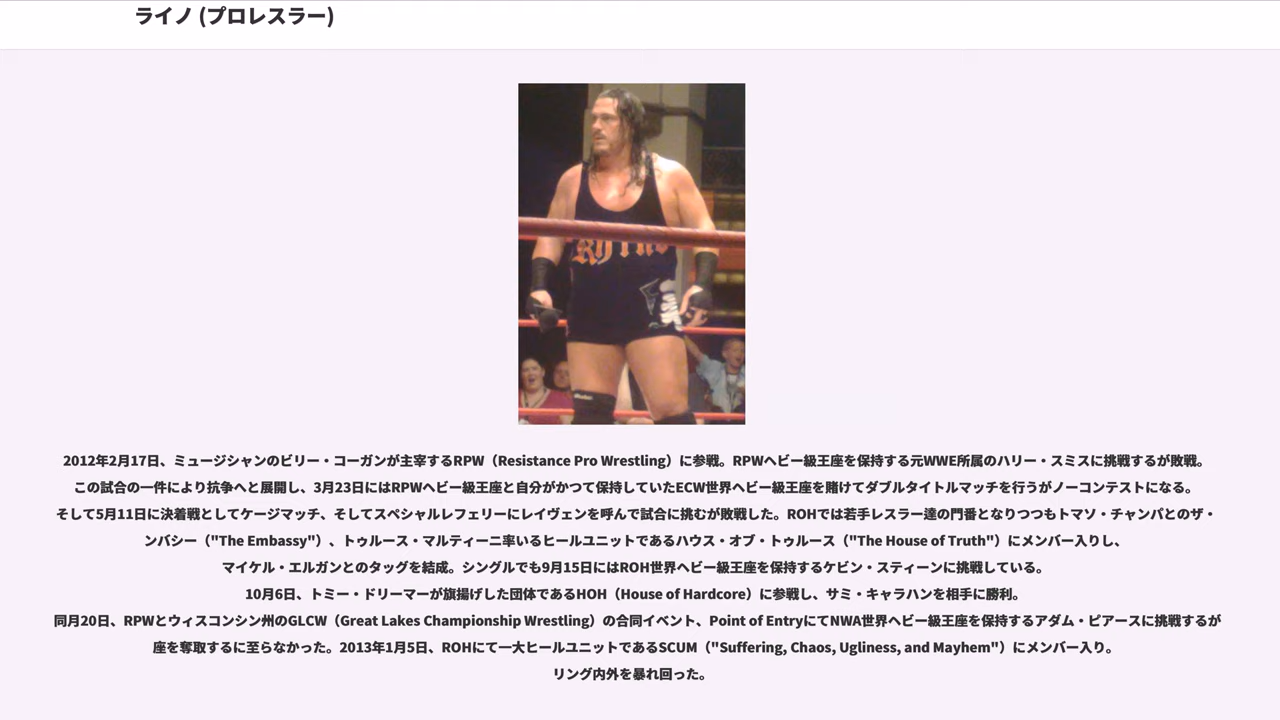 ライノ (プロレスラー)
2012年2月17日、ミュージシャンのビリー・コーガンが主宰するRPW（Resistance Pro Wrestling）に参戦。RPWヘビー級王座を保持する元WWE所属のハリー・スミスに挑戦するが敗戦。
この試合の一件により抗争へと展開し、3月23日にはRPWヘビー級王座と自分がかつて保持していたECW世界ヘビー級王座を賭けてダブルタイトルマッチを行うがノーコンテストになる。
そして5月11日に決着戦としてケージマッチ、そしてスペシャルレフェリーにレイヴェンを呼んで試合に挑むが敗戦した。ROHでは若手レスラー達の門番となりつつもトマソ・チャンパとのザ・
ンバシー（"The Embassy"）、トゥルース・マルティーニ率いるヒールユニットであるハウス・オブ・トゥルース（"The House of Truth"）にメンバー入りし、
マイケル・エルガンとのタッグを結成。シングルでも9月15日にはROH世界ヘビー級王座を保持するケビン・スティーンに挑戦している。
10月6日、トミー・ドリーマーが旗揚げした団体であるHOH（House of Hardcore）に参戦し、サミ・キャラハンを相手に勝利。
同月20日、RPWとウィスコンシン州のGLCW（Great Lakes Championship Wrestling）の合同イベント、Point of EntryにてNWA世界ヘビー級王座を保持するアダム・ピアースに挑戦するが
座を奪取するに至らなかった。2013年1月5日、ROHにて一大ヒールユニットであるSCUM（"Suffering, Chaos, Ugliness, and Mayhem"）にメンバー入り。
リング内外を暴れ回った。